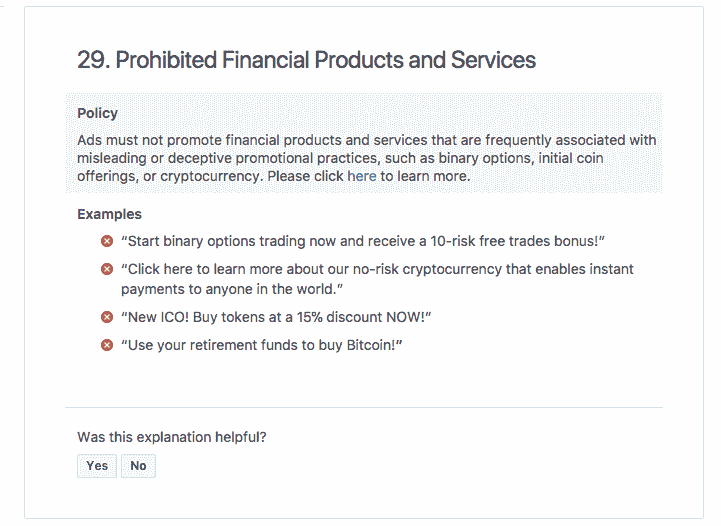 29. Prohibited Financial Products and Services
Policy
Ads must not promote financial products and services that are frequently associated with
misleading or deceptive promotional practices, such as binary options, initial coin
offerings, or cryptocurrency. Please click here to learn more.
Examples
“Start binary options trading now and receive a 10-risk free trades bonus!“
“Click here to learn more about our no-risk cryptocurrency that enables instant
payments to anyone in the world.”
“New ICO! Buy tokens at a 15% discount NOW!“
“Use your retirement funds to buy Bitcoin!”
Was this explanation helpful?
Yes No